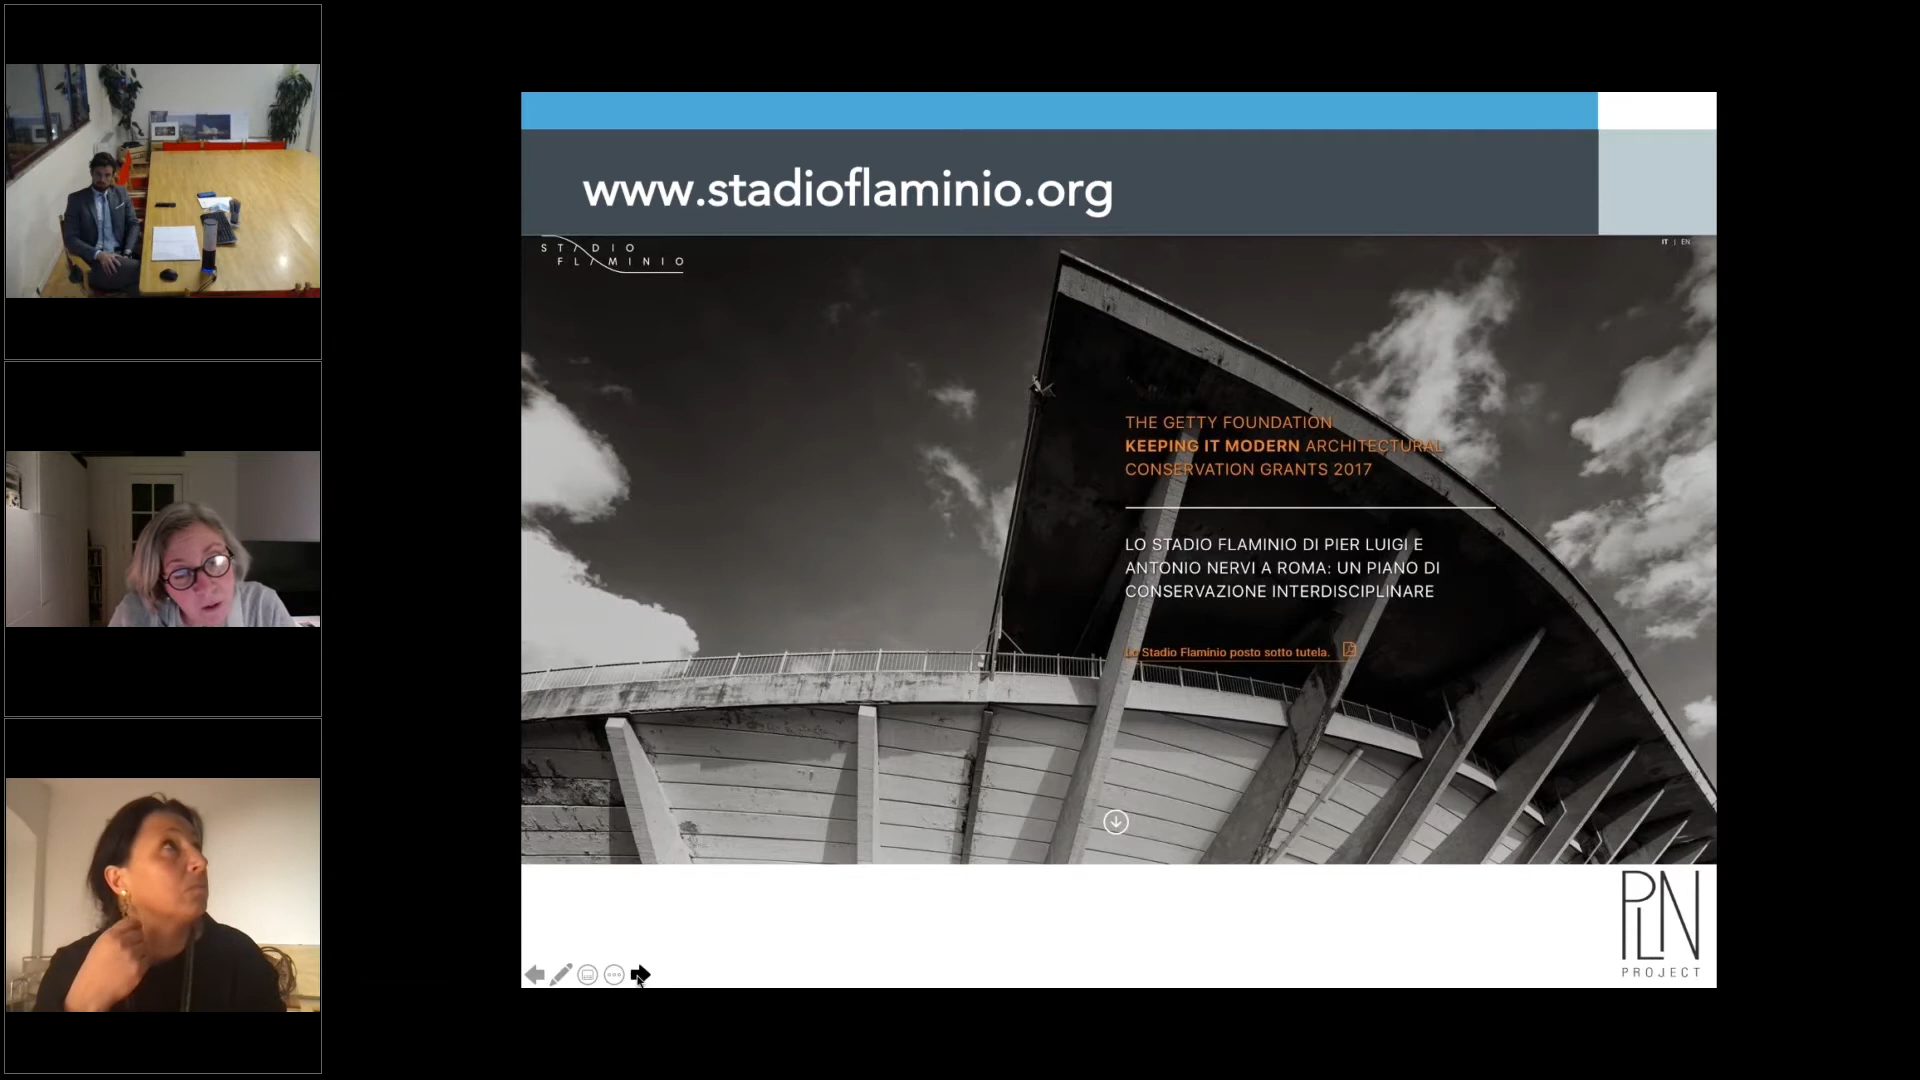 www.stadioflaminio.org
STADIO
FLAMINIO
IT | EN
THE GETTY FOUNDATION
KEEPING IT MODERN ARCHITECTURAL
CONSERVATION GRANTS 2017
LO STADIO FLAMINIO DI PIER LUIGI E
ANTONIO NERVI A ROMA: UN PIANO DI
CONSERVAZIONE INTERDISCIPLINARE
Lo Stadio Flaminio posto sotto tutela.
PLN
PROJECT